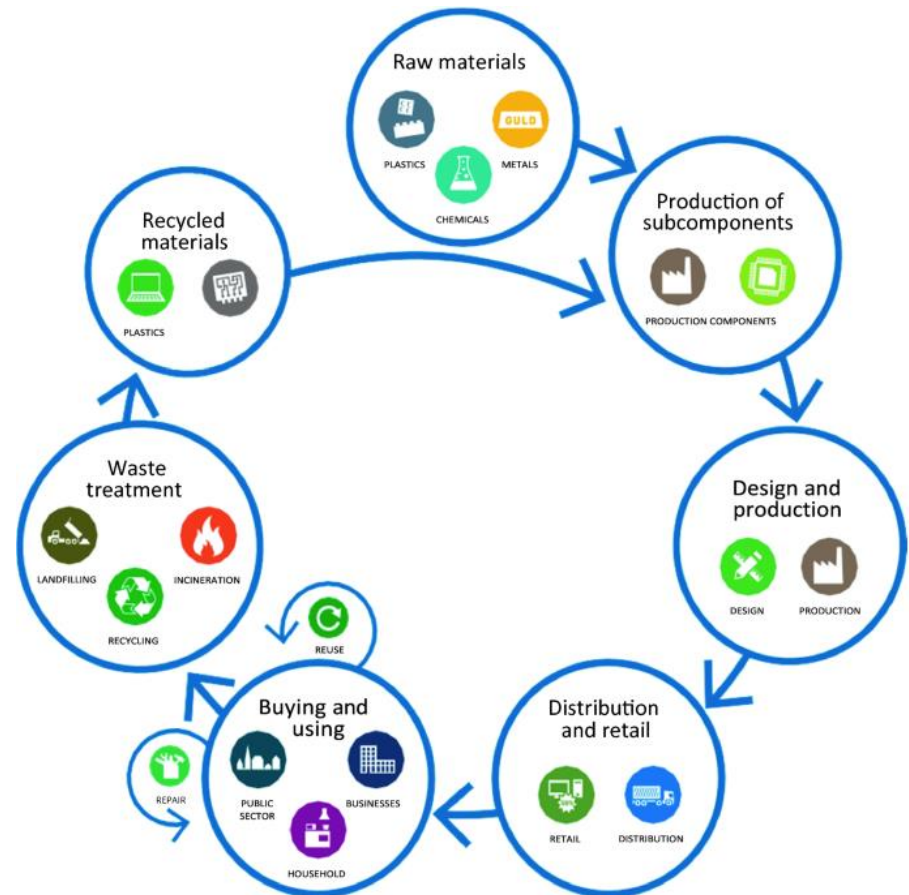 Raw materials
GULD
PLASTICS
METALS
CHEMICALS
Production of
subcomponents
PRODUCTION COMPONENTS
Recycled
materials
PLASTICS
Design and
production
DESIGN
PRODUCTION
Waste
treatment
LANDFILLING
INCINERATION
RECYCLING
REUSE
Distribution
and retail
RETAIL
DISTRIBUTION
Buying and
using
PUBLIC
SECTOR
BUSINESSES
HOUSEHOLD
REPAIR